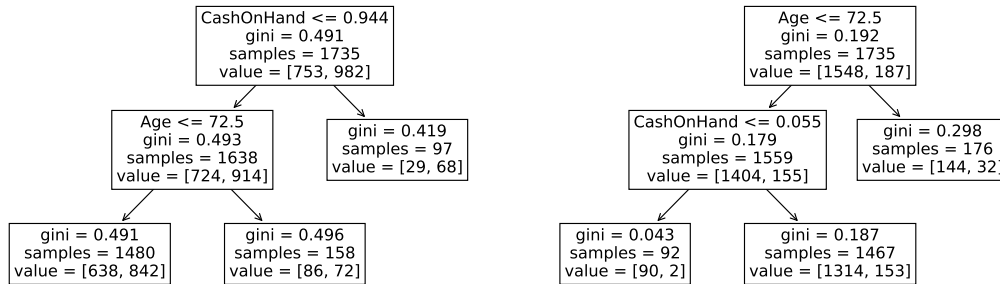 CashOnHand <= 0.944
gini = 0.491
samples = 1735
value = [753, 982]
Age <= 72.5
gini = 0.493
samples = 1638
value = [724, 914]
gini = 0.419
samples = 97
value = [29, 68]
gini = 0.491
samples = 1480
value = [638, 842]
gini = 0.496
samples = 158
value = [86, 72]
Age <= 72.5
gini = 0.192
samples = 1735
value = [1548, 187]
CashOnHand <= 0.055
gini = 0.179
samples = 1559
value = [1404, 155]
gini = 0.298
samples = 176
value = [144, 32]
gini = 0.043
samples = 92
value = [90, 2]
gini = 0.187
samples = 1467
value = [1314, 153]